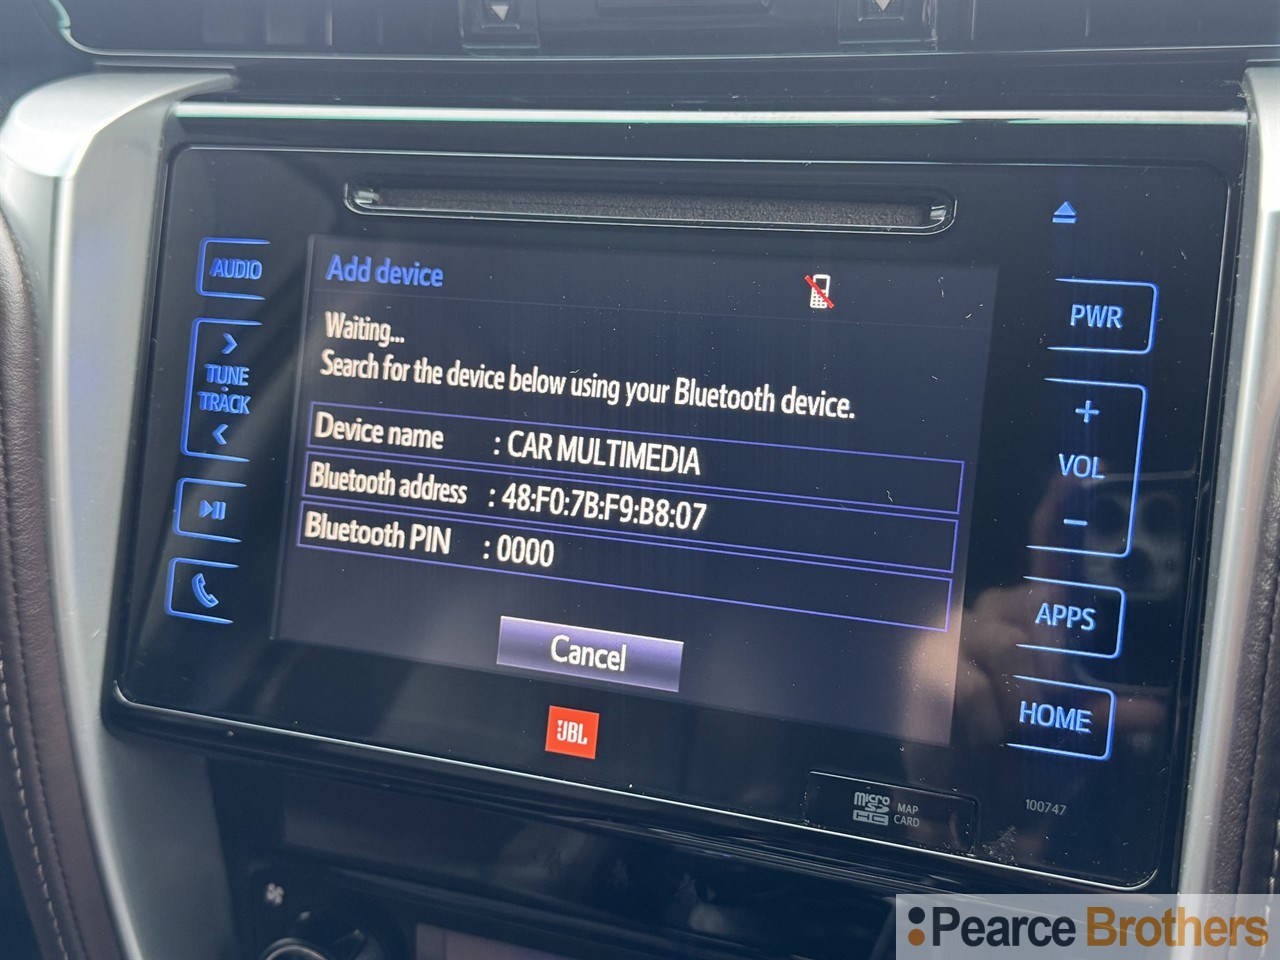 AUDIO
TUNE
TRACK
Add device
Waiting...
Search for the device below using your Bluetooth device.
Device name : CAR MULTIMEDIA
Bluetooth address : 48:F0:7B:F9:B8:07
Bluetooth PIN : 0000
Cancel
PWR
VOL
APPS
HOME
JBL
micro SD HC
MAP CARD
100747
Pearce Brothers